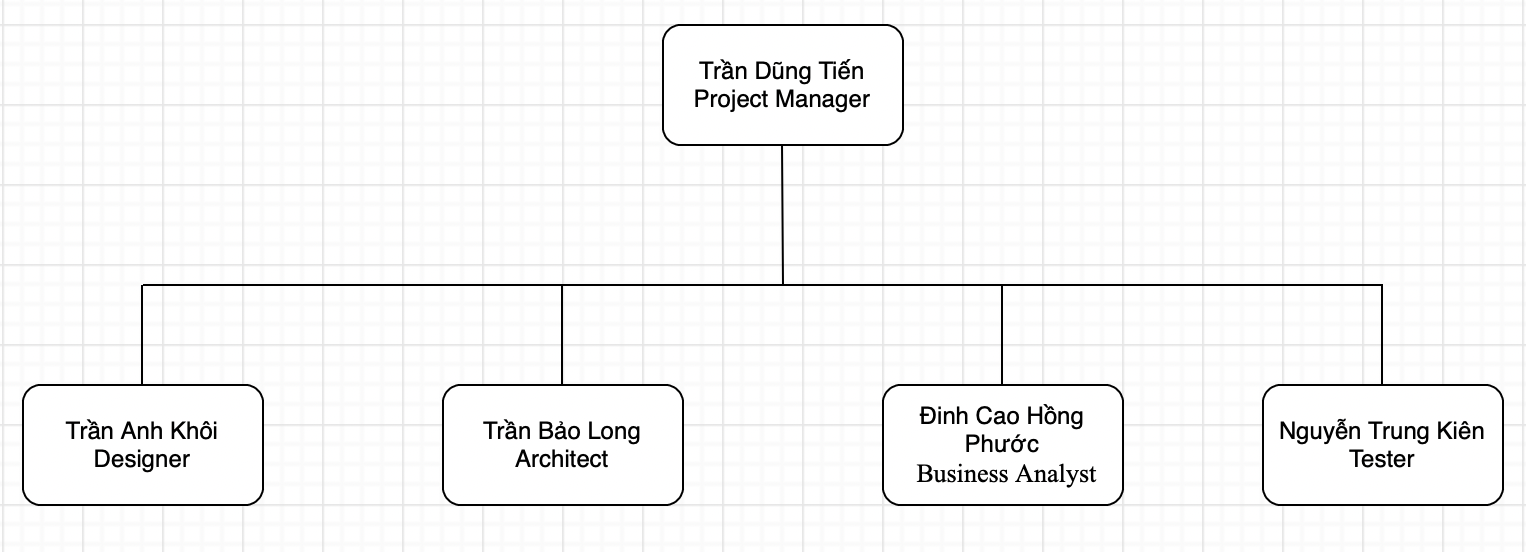 Trần Dũng Tiến
Project Manager
Trần Anh Khôi
Designer
Trần Bảo Long
Architect
Đinh Cao Hồng
Phước
Business Analyst
Nguyễn Trung Kiên
Tester